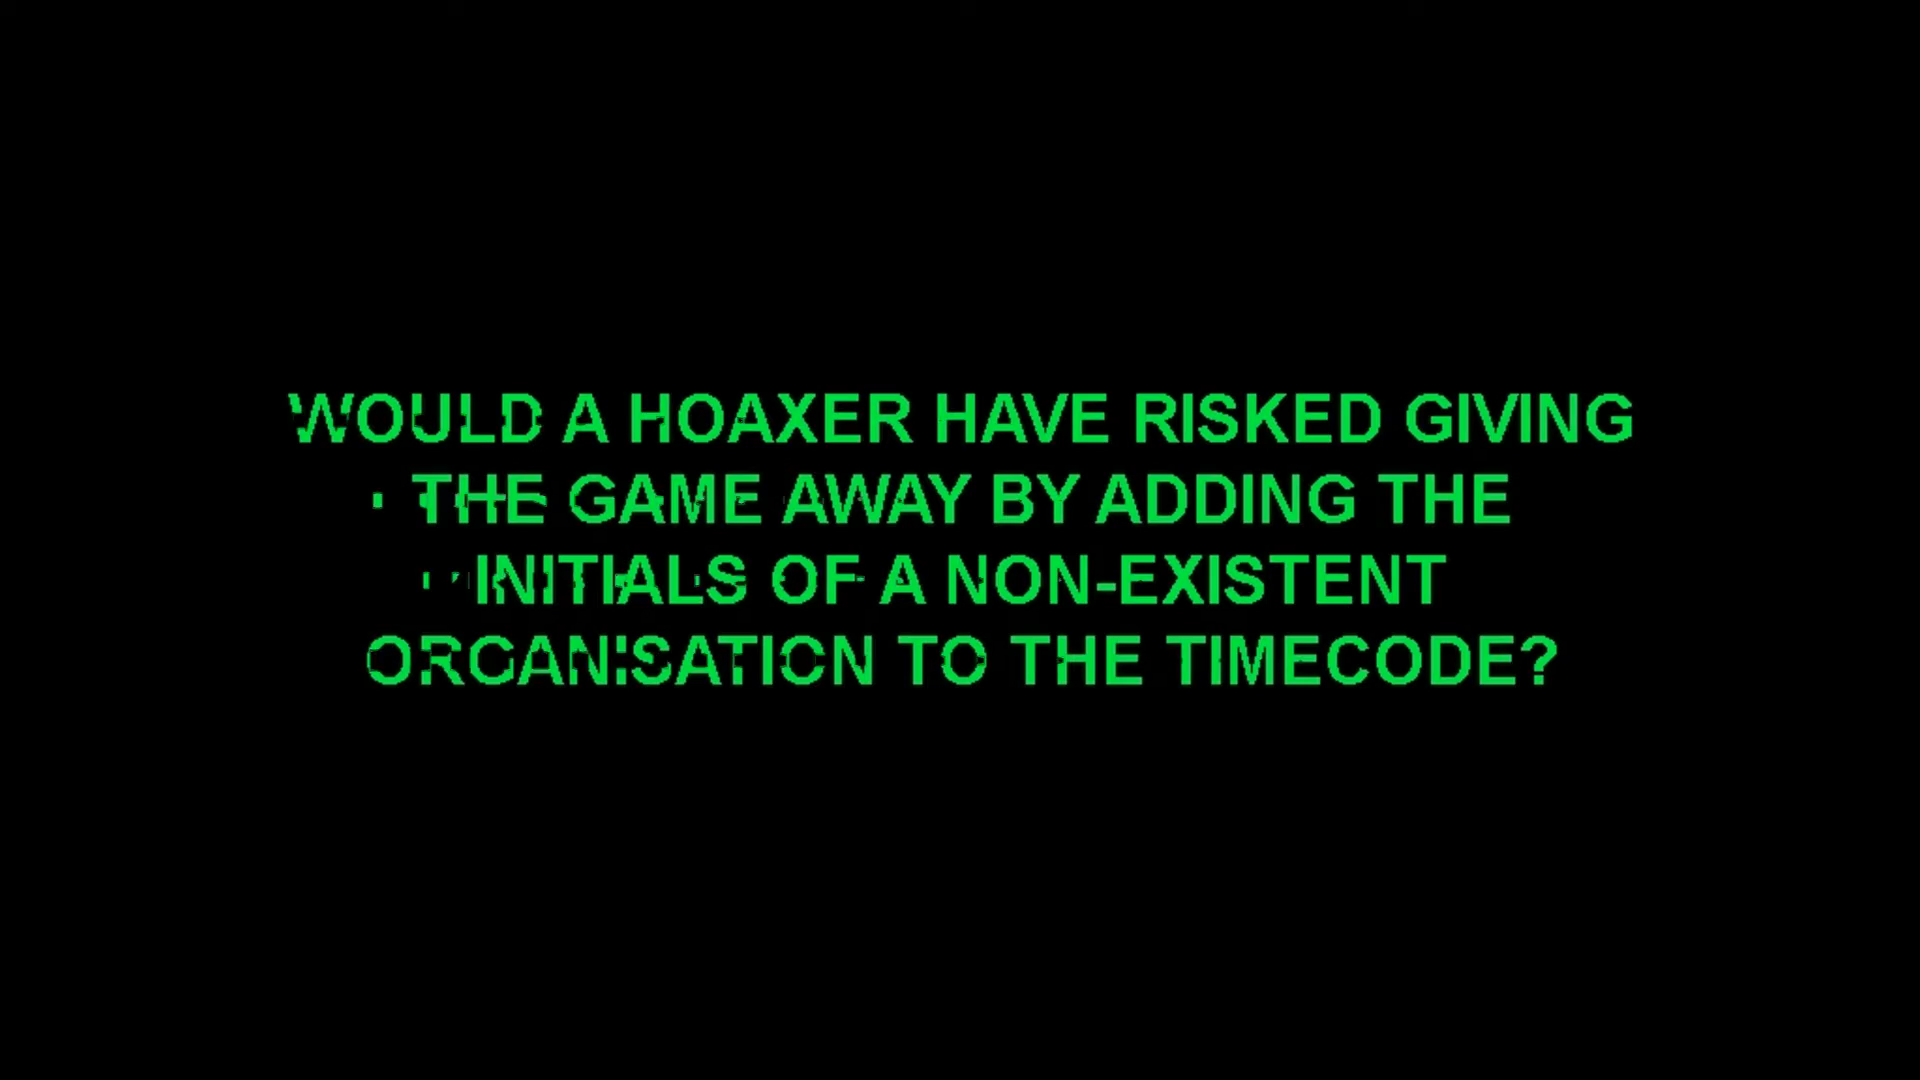 WOULD A HOAXER HAVE RISKED GIVING
THE GAME AWAY BY ADDING THE
INITIALS OF A NON-EXISTENT
ORGANISATION TO THE TIMECODE?